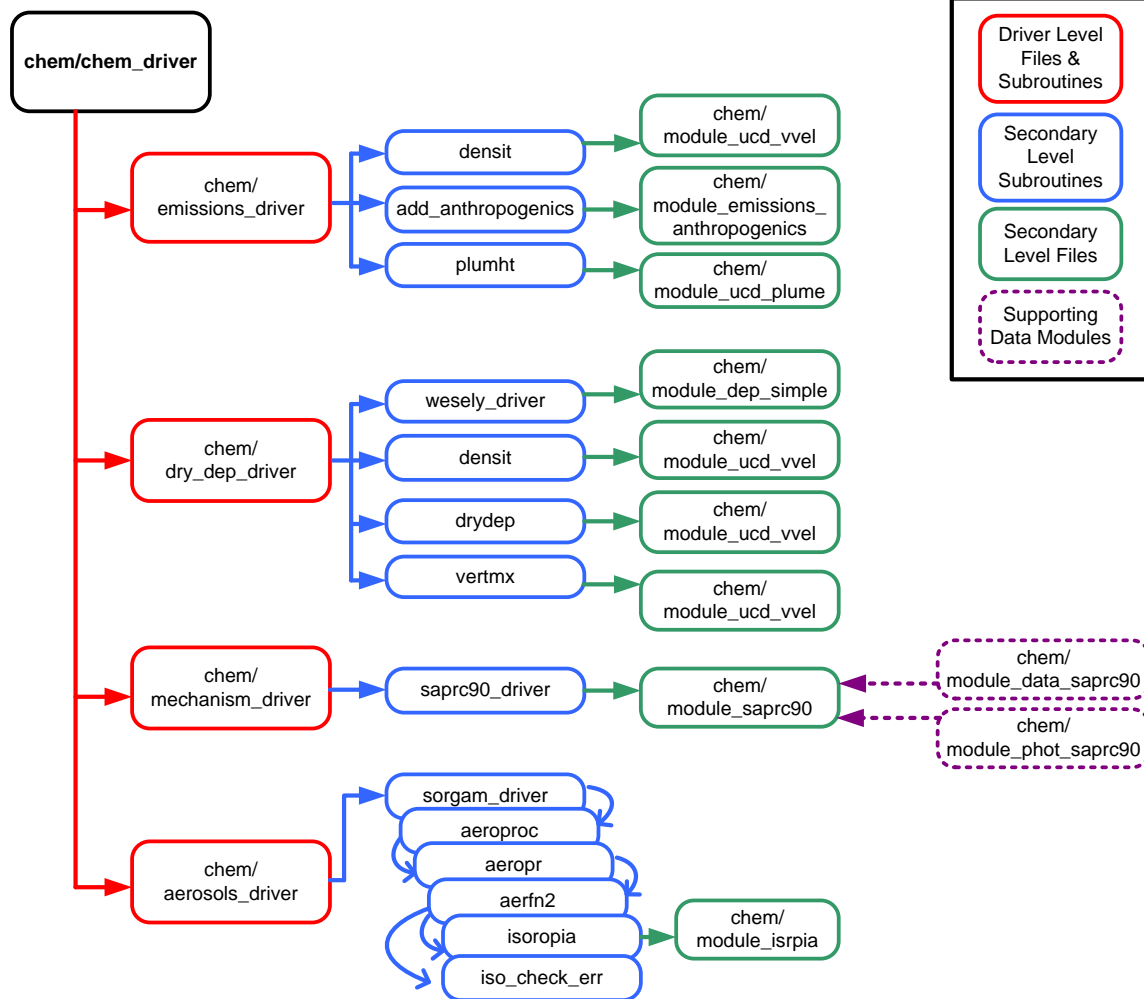 chem/chem_driver
Driver Level
Files &
Subroutines
Secondary
Level
Subroutines
Secondary
Level Files
Supporting
Data Modules
chem/
emissions_driver
densit
chem/
module_ucd_vvel
add_anthropogenics
chem/
module_emissions_
anthropogenics
plumht
chem/
module_ucd_plume
chem/
dry_dep_driver
wesely_driver
chem/
module_dep_simple
densit
chem/
module_ucd_vvel
drydep
chem/
module_ucd_vvel
vertmx
chem/
module_ucd_vvel
chem/
mechanism_driver
saprc90_driver
chem/
module_saprc90
chem/
module_data_saprc90
chem/
module_phot_saprc90
chem/
aerosols_driver
sorgam_driver
aeroproc
aeropr
aerfn2
isoropia
iso_check_err
chem/
module_isrpia